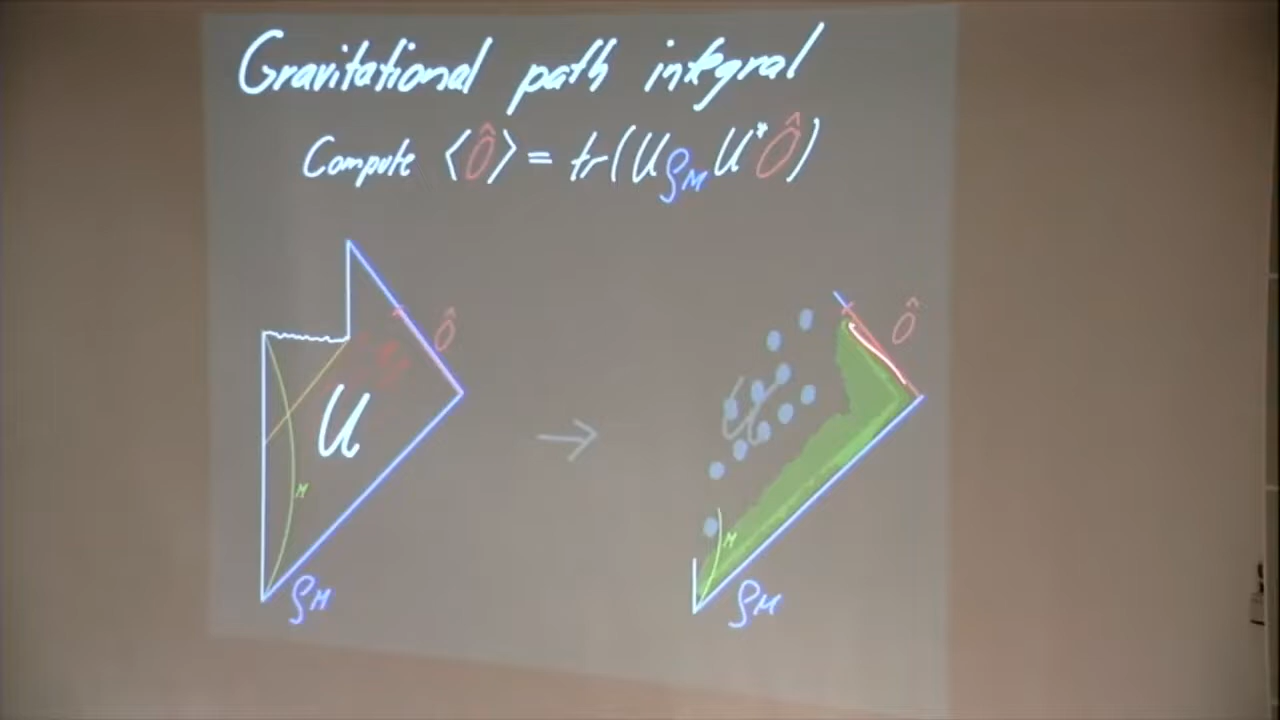 Gravitational path integral
Compute ⟨Ô⟩ = tr(Uρ_M U*Ô)
Ô
U
M
ρ_M
Ô
M
ρ_M